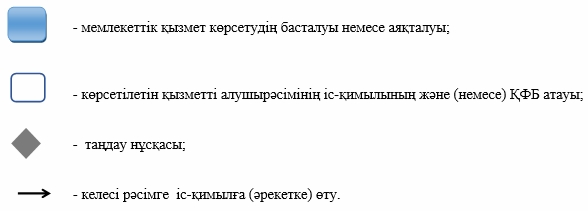 - мемлекеттік қызмет көрсетудің басталуы немесе аяқталуы;
- көрсетілетін қызметті алушырәсімінің іс-қимылының және (немесе) ҚФБ атауы;
- таңдау нұсқасы;
- келесі рәсімге іс-қимылға (әрекетке) өту.